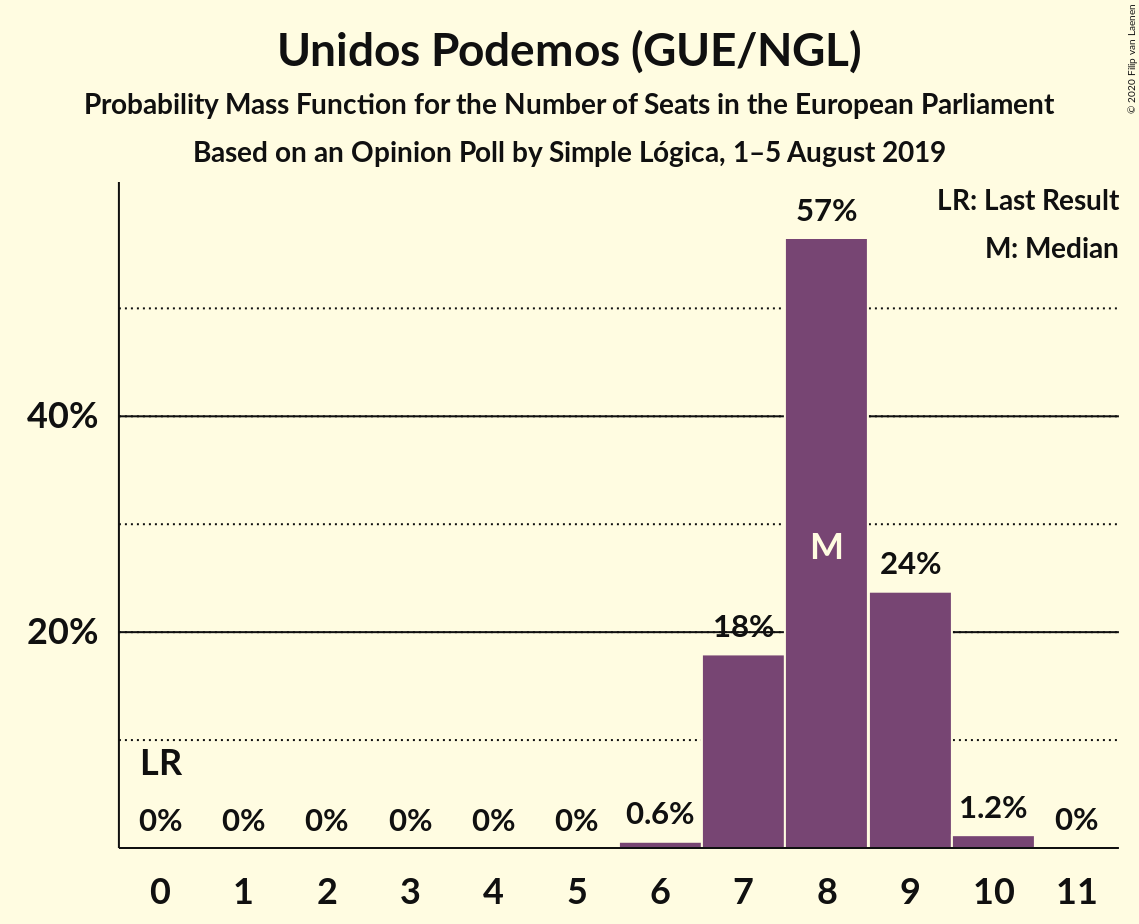 Unidos Podemos (GUE/NGL)
Probability Mass Function for the Number of Seats in the European Parliament
Based on an Opinion Poll by Simple Lógica, 1–5 August 2019
© 2020 Filip van Laenen
LR: Last Result
M: Median
57%
40%
M
24%
20%
18%
LR
0% 0% 0% 0% 0% 0% 0.6% 1.2% 0%
0 1 2 3 4 5 6 7 8 9 10 11